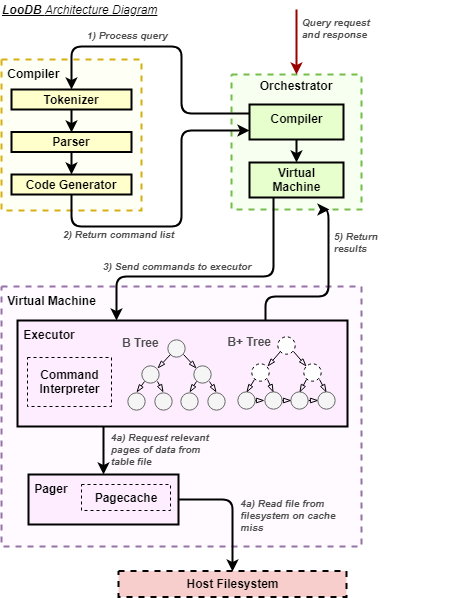 LooDB Architecture Diagram
Query request
and response
1) Process query
Compiler
Tokenizer
Parser
Code Generator
2) Return command list
Orchestrator
Compiler
Virtual
Machine
3) Send commands to executor
5) Return
results
Virtual Machine
Executor
Command
Interpreter
B Tree
B+ Tree
4a) Request relevant
pages of data from
table file
Pager
Pagecache
4a) Read file from
filesystem on cache
miss
Host Filesystem